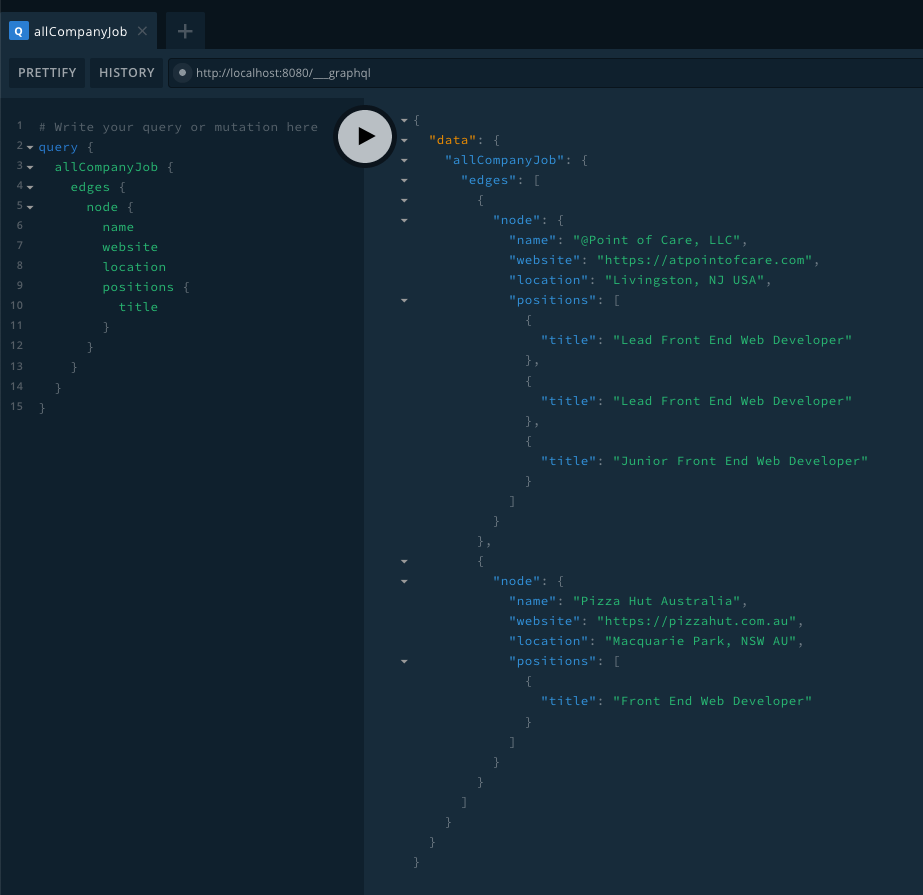 Q allCompanyJob
PRETTIFY HISTORY http://localhost:8080/___graphql
1 # Write your query or mutation here
2 query {
3 allCompanyJob {
4 edges {
5 node {
6 name
7 website
8 location
9 positions {
10 title
11 }
12 }
13 }
14 }
15 }
{
"data": {
"allCompanyJob": {
"edges": [
{
"node": {
"name": "@Point of Care, LLC",
"website": "https://atpointofcare.com",
"location": "Livingston, NJ USA",
"positions": [
{
"title": "Lead Front End Web Developer"
},
{
"title": "Lead Front End Web Developer"
},
{
"title": "Junior Front End Web Developer"
}
]
}
},
{
"node": {
"name": "Pizza Hut Australia",
"website": "https://pizzahut.com.au",
"location": "Macquarie Park, NSW AU",
"positions": [
{
"title": "Front End Web Developer"
}
]
}
}
]
}
}
}